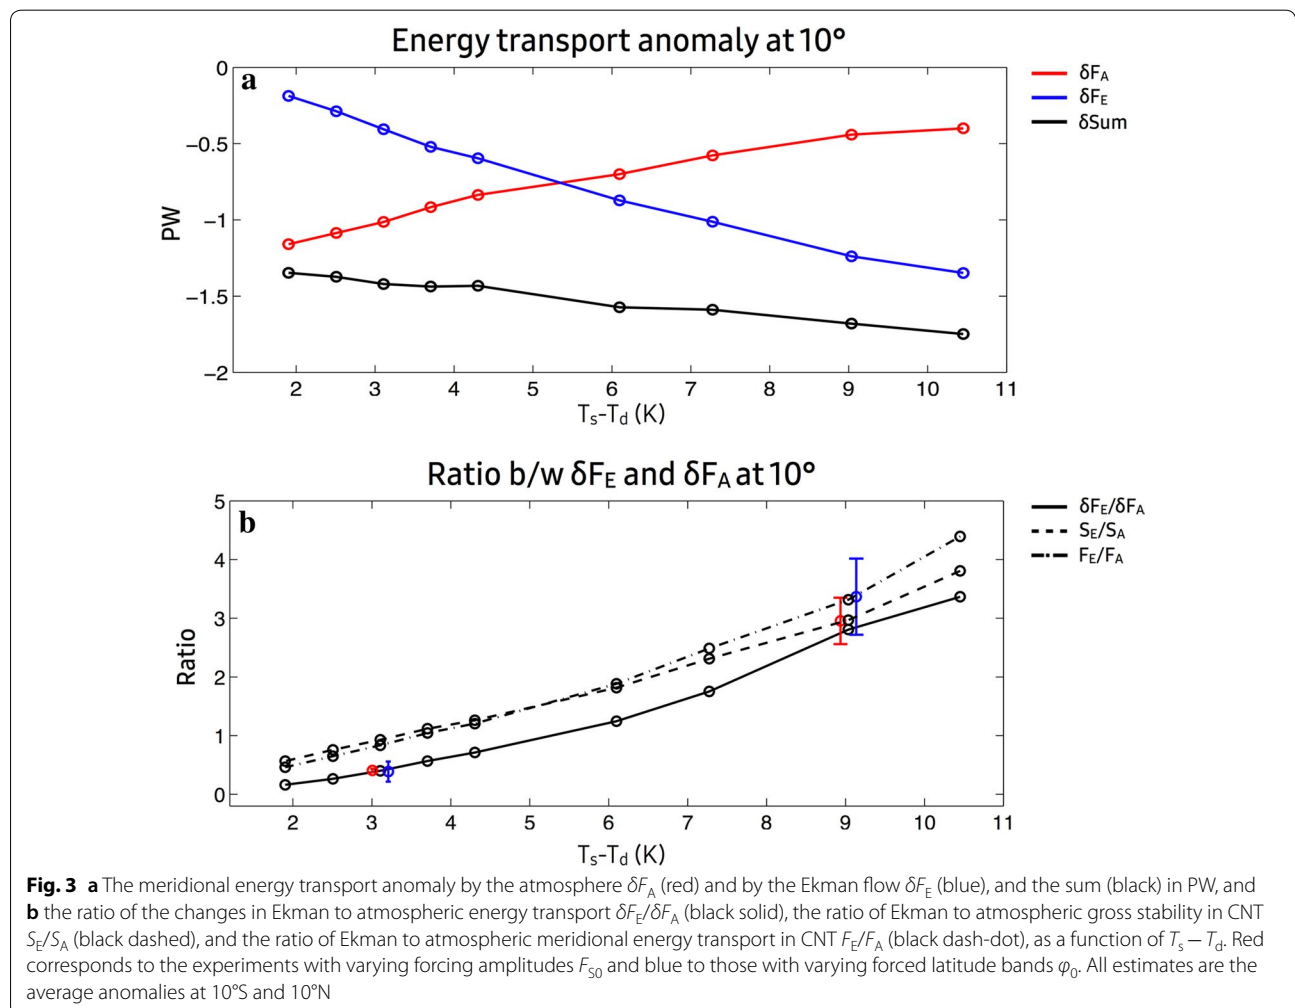 Energy transport anomaly at 10°
a
0
−0.5
−1
−1.5
−2
PW
2 3 4 5 6 7 8 9 10 11
Ts-Td (K)
δFA
δFE
δSum
Ratio b/w δFE and δFA at 10°
b
5
4
3
2
1
0
Ratio
2 3 4 5 6 7 8 9 10 11
Ts-Td (K)
δFE/δFA
SE/SA
FE/FA
Fig. 3 a The meridional energy transport anomaly by the atmosphere δFA (red) and by the Ekman flow δFE (blue), and the sum (black) in PW, and
b the ratio of the changes in Ekman to atmospheric energy transport δFE/δFA (black solid), the ratio of Ekman to atmospheric gross stability in CNT
SE/SA (black dashed), and the ratio of Ekman to atmospheric meridional energy transport in CNT FE/FA (black dash-dot), as a function of Ts − Td. Red
corresponds to the experiments with varying forcing amplitudes FS0 and blue to those with varying forced latitude bands φ0. All estimates are the
average anomalies at 10°S and 10°N